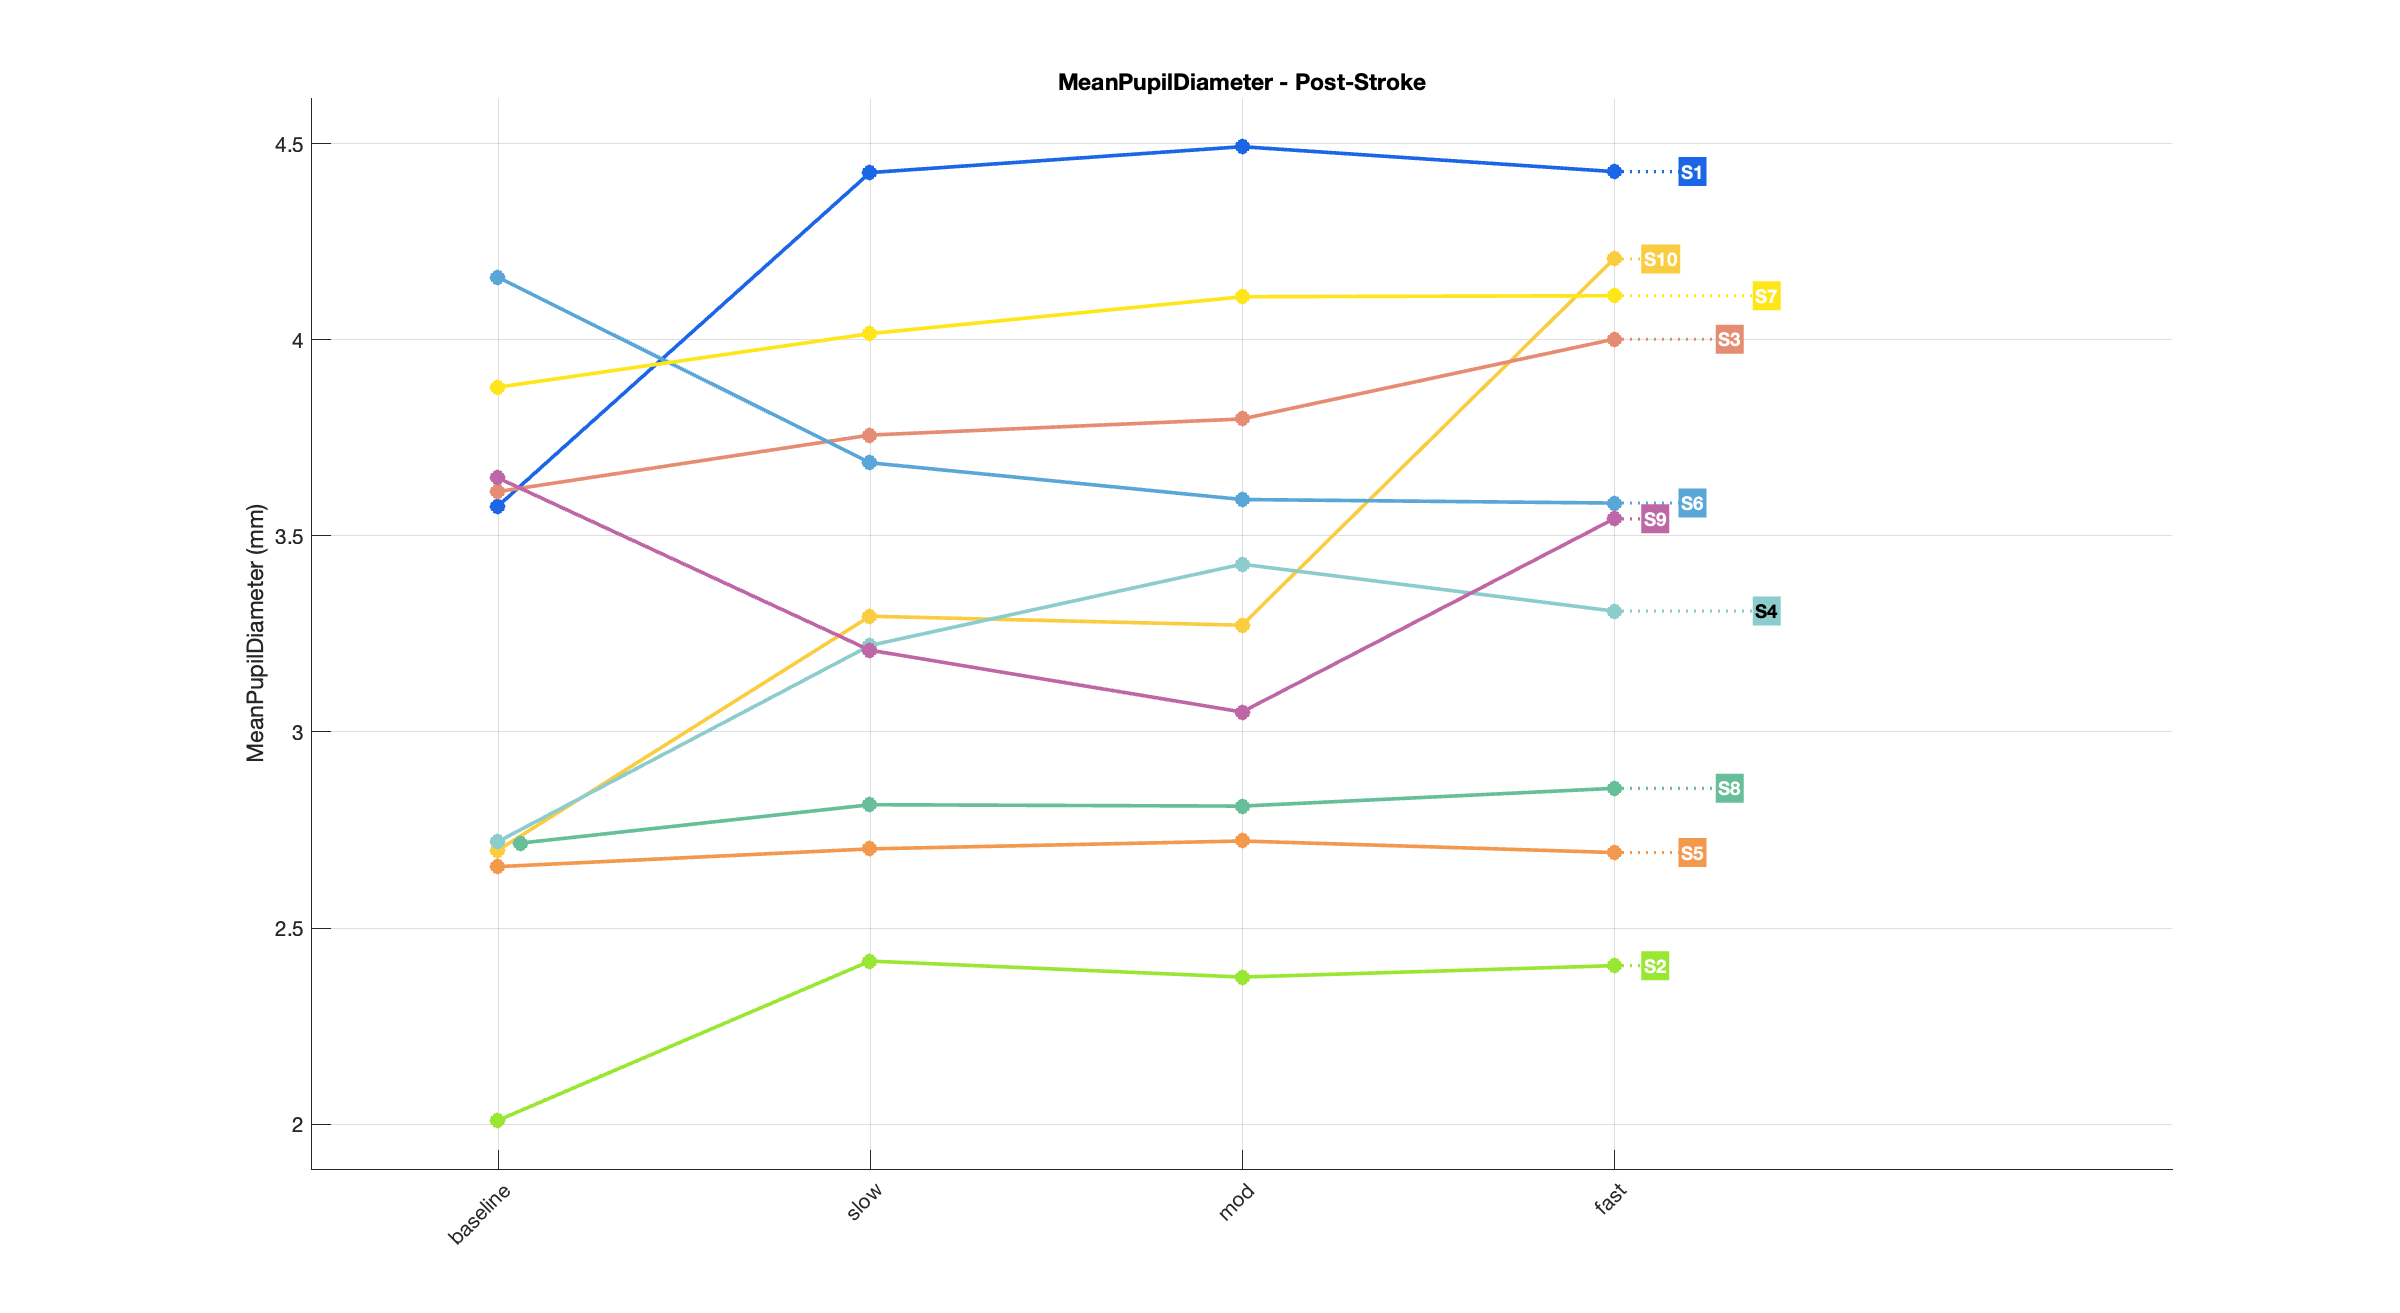 MeanPupilDiameter - Post-Stroke
MeanPupilDiameter (mm)
4.5
4
3.5
3
2.5
2
S1
S10
S7
S3
S6
S9
S4
S8
S5
S2
baseline
slow
mod
fast